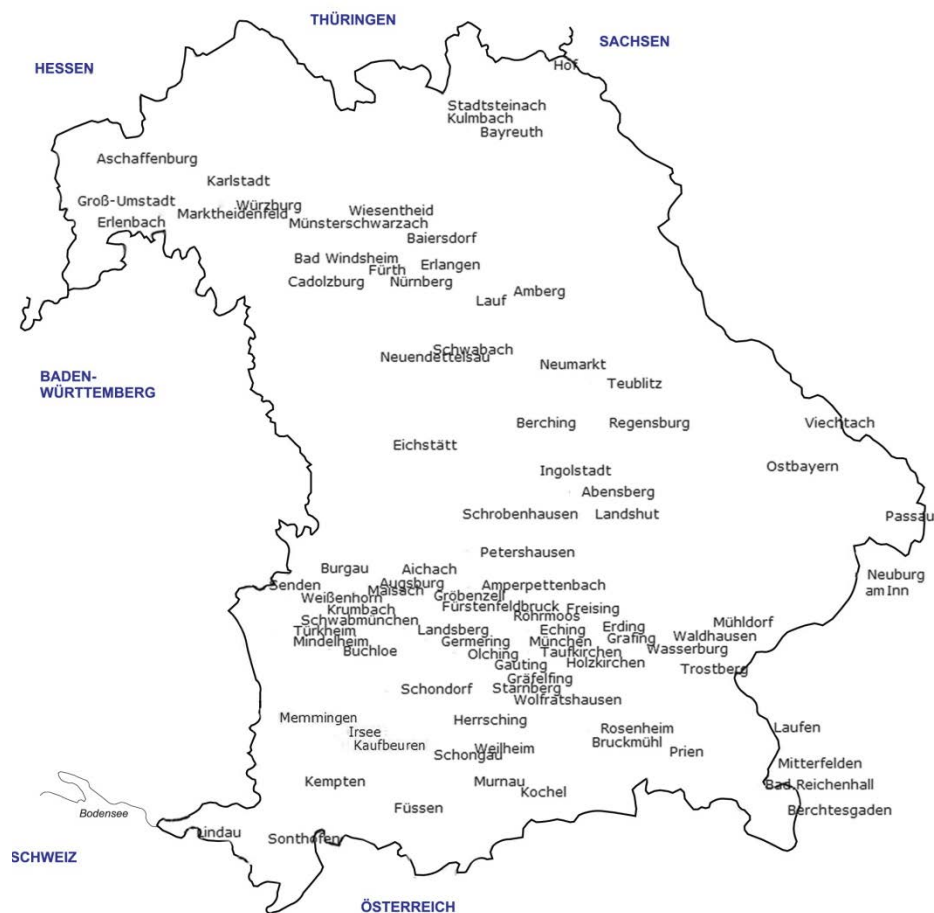 THÜRINGEN
SACHSEN
HESSEN
Hof
Stadtsteinach
Kulmbach
Bayreuth
Aschaffenburg
Karlstadt
Groß-Umstadt
Würzburg
Marktheidenfeld
Wiesentheid
Erlenbach
Münsterschwarzach
Baiersdorf
Bad Windsheim
Erlangen
Fürth
Cadolzburg
Nürnberg
Amberg
Lauf
Schwabach
Neuendettelsau
Neumarkt
BADEN-
WÜRTTEMBERG
Teublitz
Berching
Regensburg
Viechtach
Eichstätt
Ingolstadt
Ostbayern
Abensberg
Schrobenhausen
Landshut
Passau
Petershausen
Burgau
Aichach
Neuburg
am Inn
Senden
Augsburg
Maisach
Amperpettenbach
Weißenhorn
Gröbenzell
Krumbach
Fürstenfeldbruck
Freising
Röhrmoos
Schwabmünchen
Mühldorf
Türkheim
Landsberg
Eching
Erding
Waldhausen
Mindelheim
Germering
München
Grafing
Wasserburg
Buchloe
Olching
Taufkirchen
Gauting
Holzkirchen
Trostberg
Gräfelfing
Schondorf
Starnberg
Wolfratshausen
Memmingen
Herrsching
Irsee
Rosenheim
Laufen
Kaufbeuren
Weilheim
Bruckmühl
Schongau
Prien
Mitterfelden
Kempten
Murnau
Bad Reichenhall
Kochel
Füssen
Berchtesgaden
Bodensee
Lindau
Sonthofen
SCHWEIZ
ÖSTERREICH